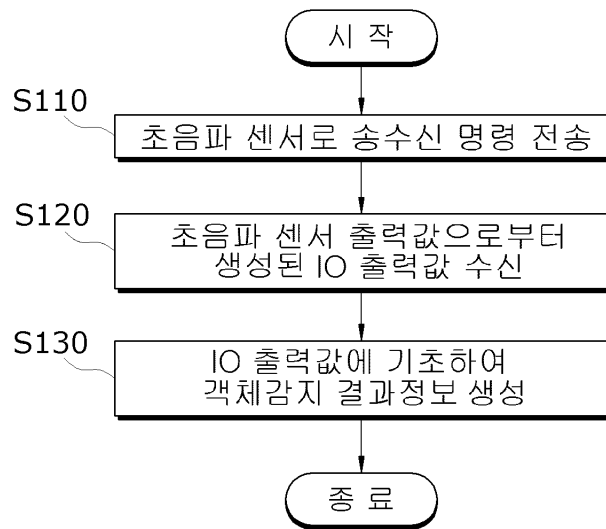 시 작
S110
초음파 센서로 송수신 명령 전송
S120
초음파 센서 출력값으로부터
생성된 IO 출력값 수신
S130
IO 출력값에 기초하여
객체감지 결과정보 생성
종 료